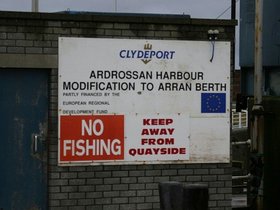 CLYDEPORT
ARDROSSAN HARBOUR
MODIFICATION TO ARRAN BERTH
PARTLY FINANCED BY THE
EUROPEAN REGIONAL
DEVELOPMENT FUND
NO
FISHING
KEEP
AWAY
FROM
QUAYSIDE